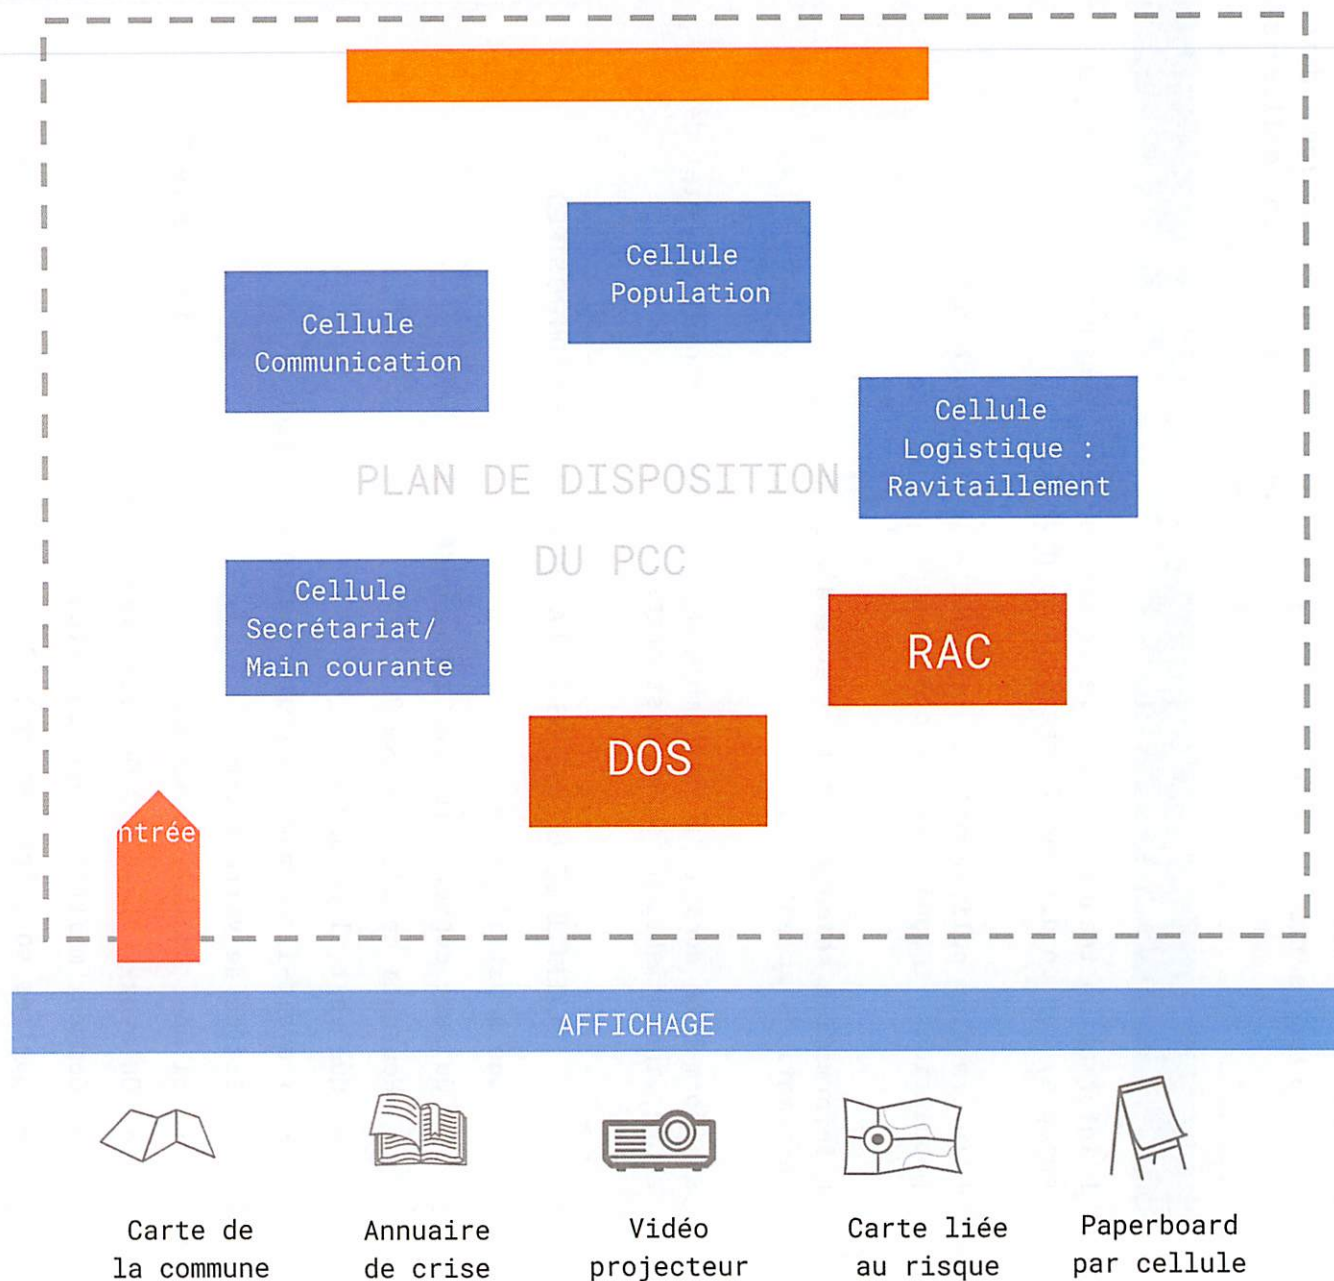 Cellule
Population
Cellule
Communication
Cellule
Logistique :
Ravitaillement
PLAN DE DISPOSITION
DU PCC
Cellule
Secrétariat/
Main courante
RAC
DOS
ntrée
AFFICHAGE
Carte de
la commune
Annuaire
de crise
Vidéo
projecteur
Carte liée
au risque
Paperboard
par cellule